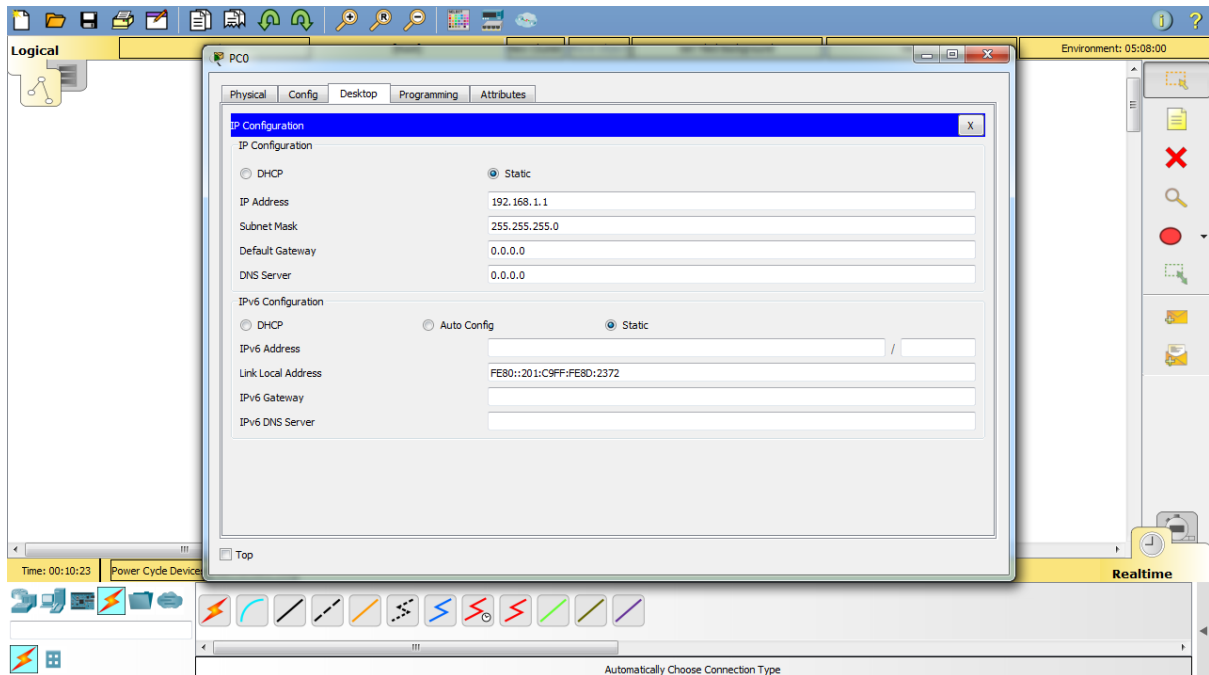 Logical
Environment: 05:08:00
PC0
Physical Config Desktop Programming Attributes
IP Configuration X
IP Configuration
DHCP Static
IP Address 192.168.1.1
Subnet Mask 255.255.255.0
Default Gateway 0.0.0.0
DNS Server 0.0.0.0
IPv6 Configuration
DHCP Auto Config Static
IPv6 Address /
Link Local Address FE80::201:C9FF:FE8D:2372
IPv6 Gateway
IPv6 DNS Server
Top
Time: 00:10:23 Power Cycle Device
Realtime
Automatically Choose Connection Type